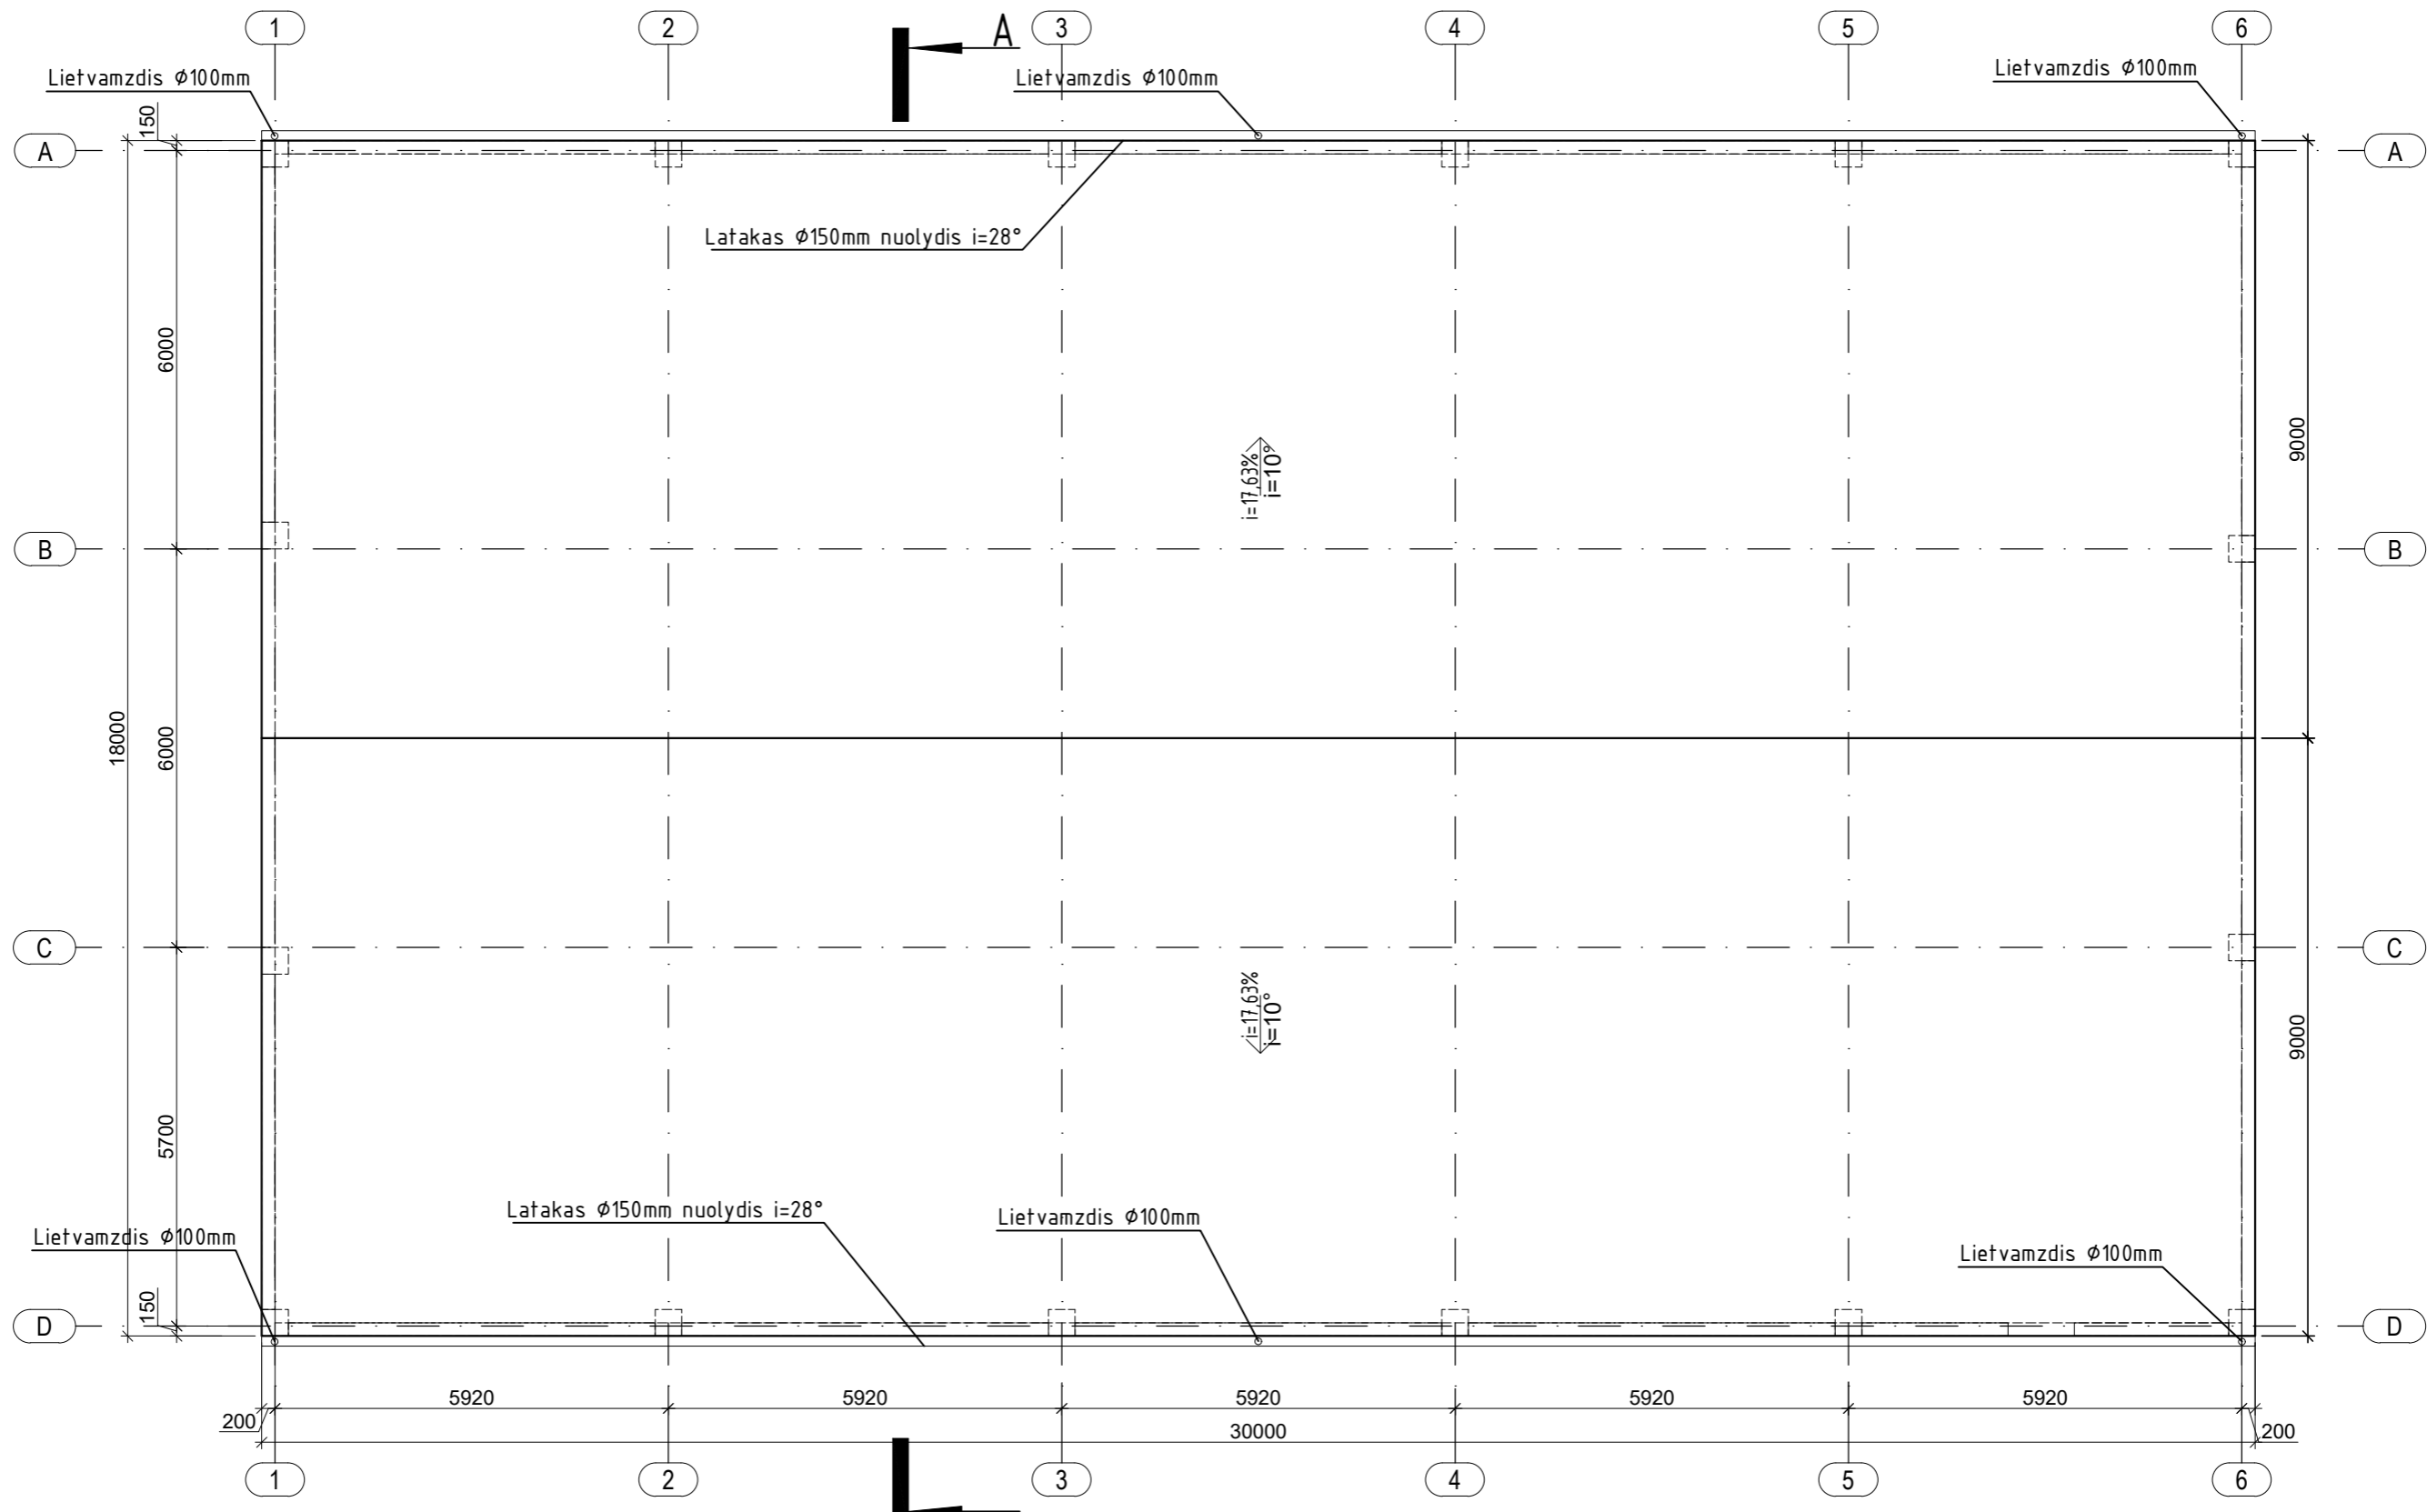 1 2 3 4 5 6
A
Lietvamzdis Ø100mm
Lietvamzdis Ø100mm
Lietvamzdis Ø100mm
150
A A
Latakas Ø150mm nuolydis i=28°
6000
9000
i=17,63%
i=10°
B B
18000
6000
C C
i=17,63%
i=10°
9000
5700
Latakas Ø150mm nuolydis i=28°
Lietvamzdis Ø100mm
Lietvamzdis Ø100mm
Lietvamzdis Ø100mm
150
D D
5920 5920 5920 5920 5920
200 30000 200
1 2 3 4 5 6